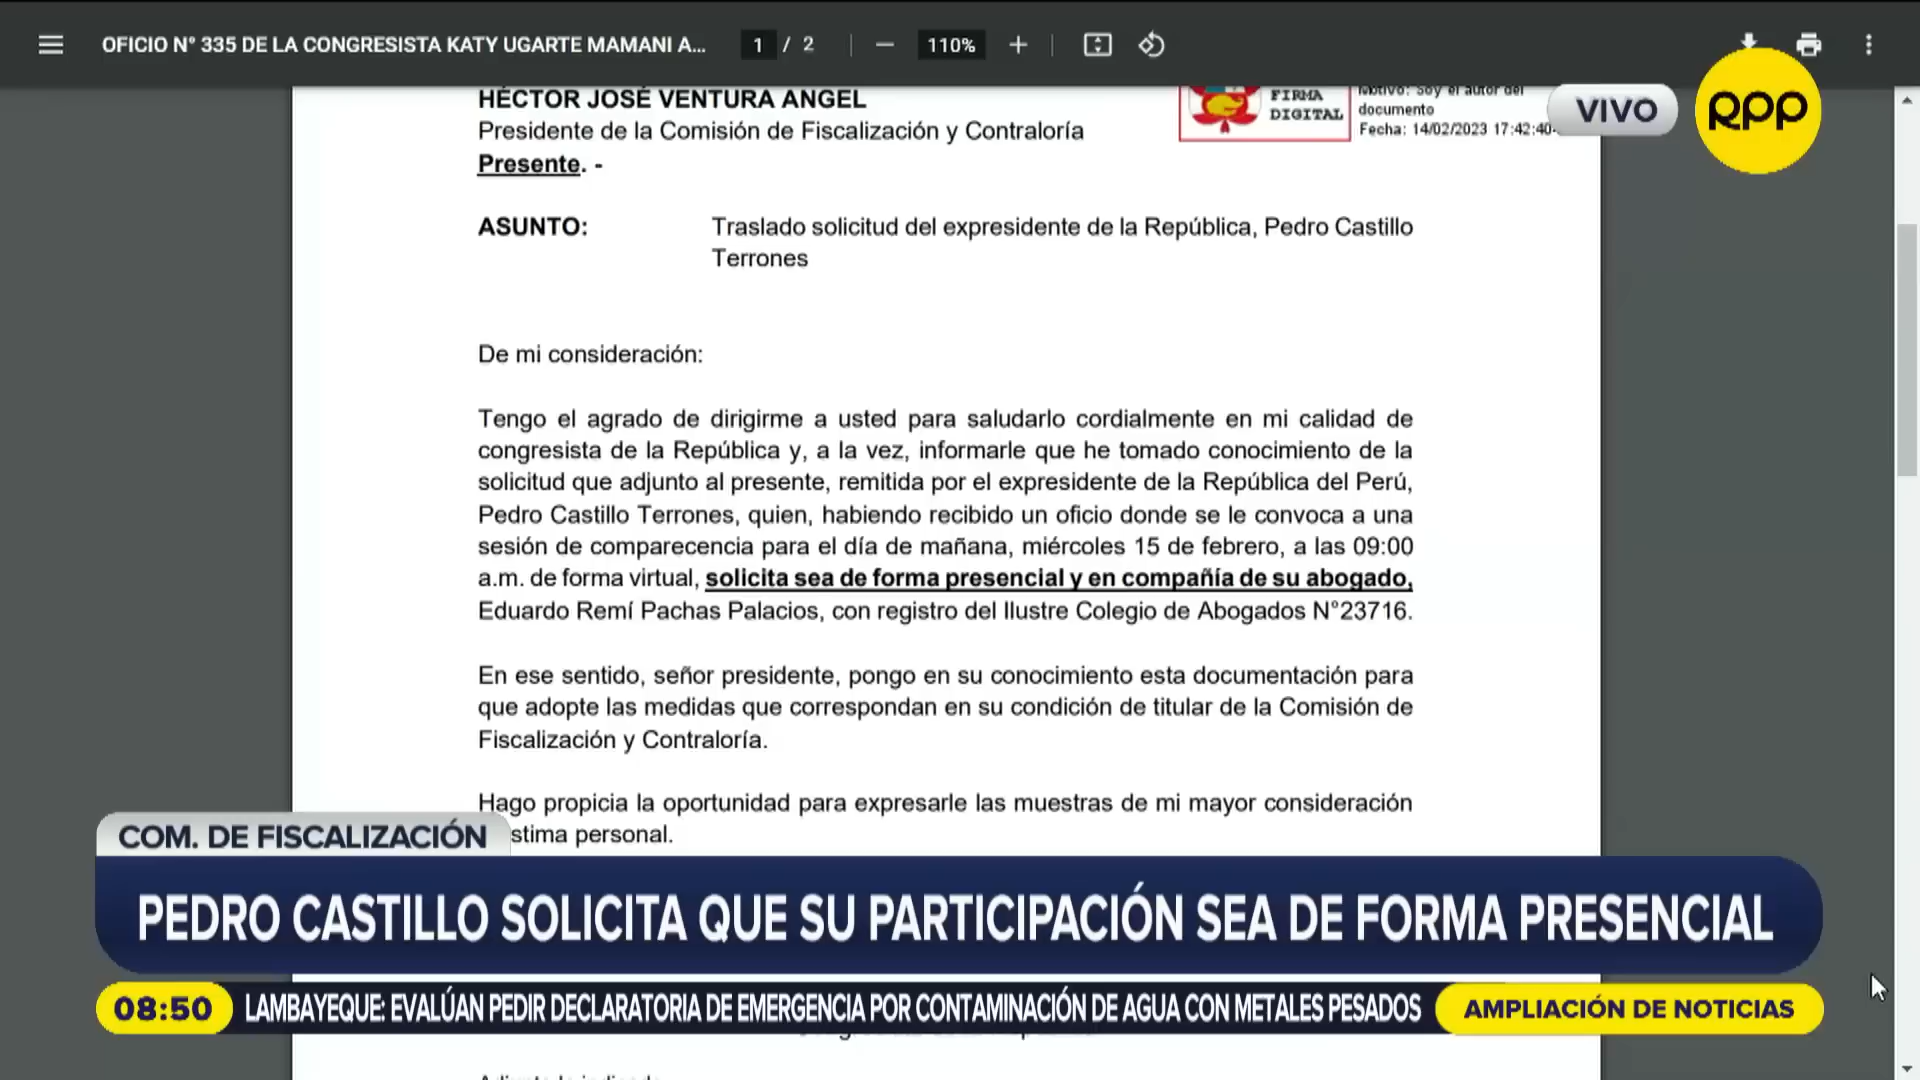 OFICIO N° 335 DE LA CONGRESISTA KATY UGARTE MAMANI A...
1 / 2
110%
HÉCTOR JOSÉ VENTURA ANGEL
Presidente de la Comisión de Fiscalización y Contraloría
Presente. -
FIRMA
DIGITAL
Motivo: Soy el autor del
documento
Fecha: 14/02/2023 17:42:40
VIVO
rpp
ASUNTO: Traslado solicitud del expresidente de la República, Pedro Castillo
Terrones
De mi consideración:
Tengo el agrado de dirigirme a usted para saludarlo cordialmente en mi calidad de
congresista de la República y, a la vez, informarle que he tomado conocimiento de la
solicitud que adjunto al presente, remitida por el expresidente de la República del Perú,
Pedro Castillo Terrones, quien, habiendo recibido un oficio donde se le convoca a una
sesión de comparecencia para el día de mañana, miércoles 15 de febrero, a las 09:00
a.m. de forma virtual, solicita sea de forma presencial y en compañía de su abogado,
Eduardo Remí Pachas Palacios, con registro del Ilustre Colegio de Abogados N°23716.
En ese sentido, señor presidente, pongo en su conocimiento esta documentación para
que adopte las medidas que correspondan en su condición de titular de la Comisión de
Fiscalización y Contraloría.
Hago propicia la oportunidad para expresarle las muestras de mi mayor consideración
stima personal.
COM. DE FISCALIZACIÓN
PEDRO CASTILLO SOLICITA QUE SU PARTICIPACIÓN SEA DE FORMA PRESENCIAL
08:50
LAMBAYEQUE: EVALÚAN PEDIR DECLARATORIA DE EMERGENCIA POR CONTAMINACIÓN DE AGUA CON METALES PESADOS
AMPLIACIÓN DE NOTICIAS